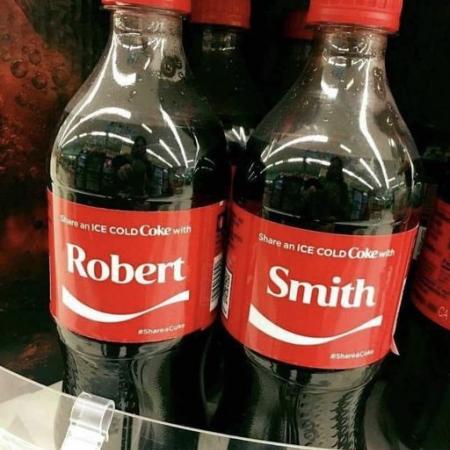 Share an ICE COLD Coke with
Robert
#ShareaCoke
Share an ICE COLD Coke with
Smith
#ShareaCoke